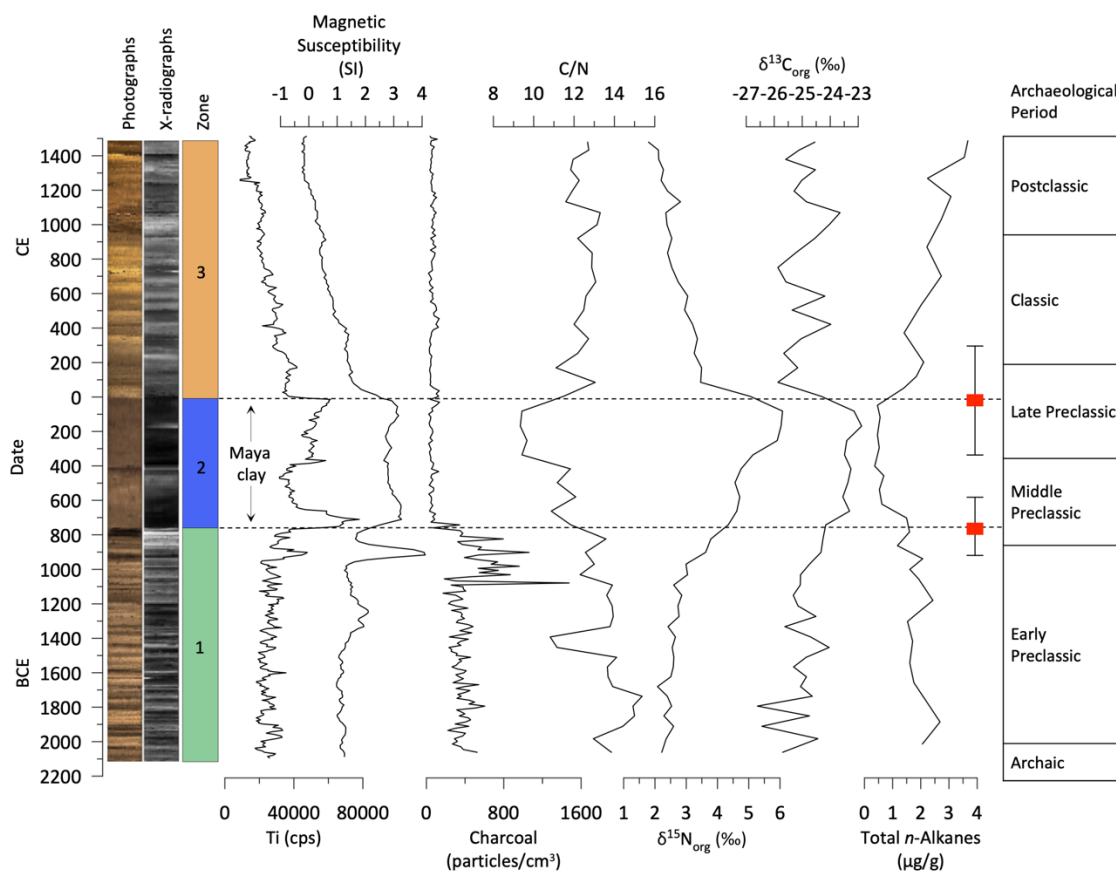 Photographs
X-radiographs
Zone
Magnetic
Susceptibility
(SI)
-1 0 1 2 3 4
C/N
8 10 12 14 16
δ¹³Corg (‰)
-27 -26 -25 -24 -23
Archaeological
Period
CE
Date
BCE
1400
1200
1000
800
600
400
200
0
200
400
600
800
1000
1200
1400
1600
1800
2000
2200
3
2
1
Maya
clay
Postclassic
Classic
Late Preclassic
Middle
Preclassic
Early
Preclassic
Archaic
0 40000 80000
Ti (cps)
0 800 1600
Charcoal
(particles/cm³)
1 2 3 4 5 6
δ¹⁵Norg (‰)
0 1 2 3 4
Total n-Alkanes
(µg/g)